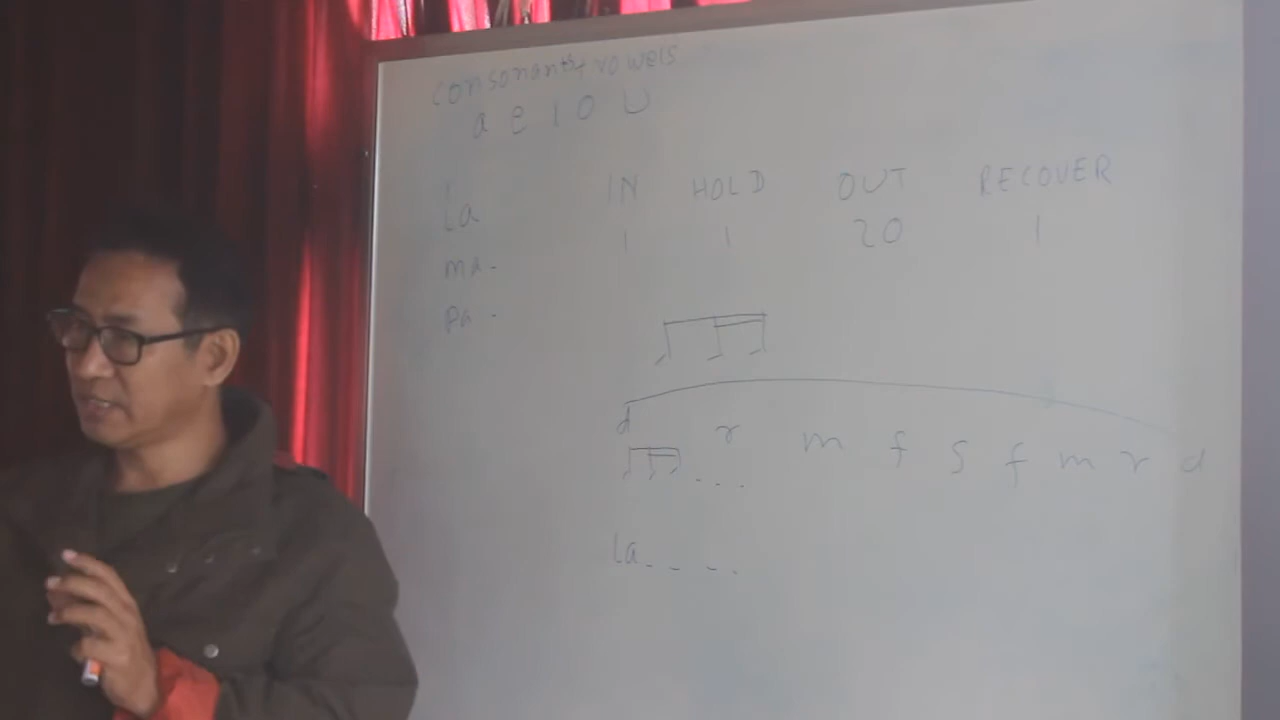 consonants + vowels
a e i o U
La IN HOLD OUT RECOVER
1 1 20 1
ma.
pa.
d r m f s f m r d
. . .
La. - - -